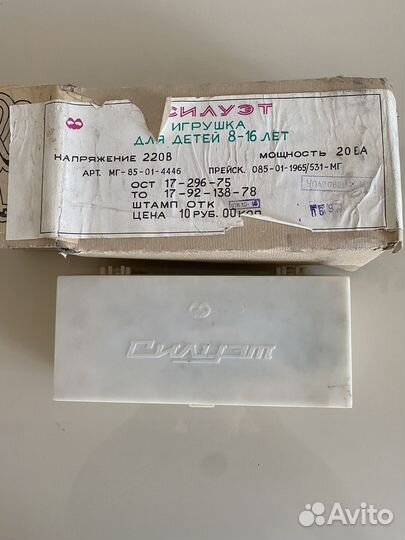 СИЛУЭТ
ИГРУШКА
ДЛЯ ДЕТЕЙ 8-16 ЛЕТ
НАПРЯЖЕНИЕ 220В МОЩНОСТЬ 20ВА
АРТ. МГ-85-01-4446 ПРЕЙСК. 085-01-1965/531-МГ
ОСТ 17-296-75
ТО 17-92-138-78
ШТАМП ОТК
ЦЕНА 10 РУБ. 00 КОП
Силуэт
Avito